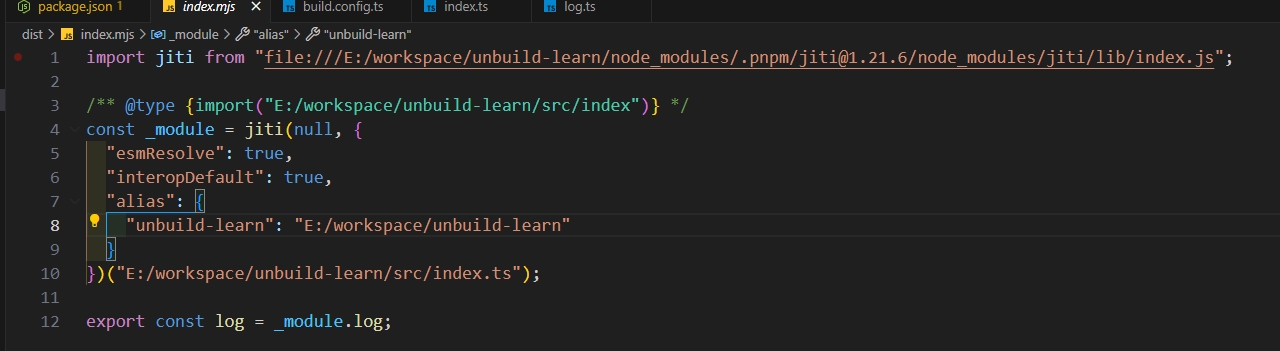 package.json 1
index.mjs
build.config.ts
index.ts
log.ts
dist > index.mjs > _module > "alias" > "unbuild-learn"
1 import jiti from "file:///E:/workspace/unbuild-learn/node_modules/.pnpm/jiti@1.21.6/node_modules/jiti/lib/index.js";
2
3 /** @type {import("E:/workspace/unbuild-learn/src/index")} */
4 const _module = jiti(null, {
5   "esmResolve": true,
6   "interopDefault": true,
7   "alias": {
8     "unbuild-learn": "E:/workspace/unbuild-learn"
9   }
10 })("E:/workspace/unbuild-learn/src/index.ts");
11
12 export const log = _module.log;